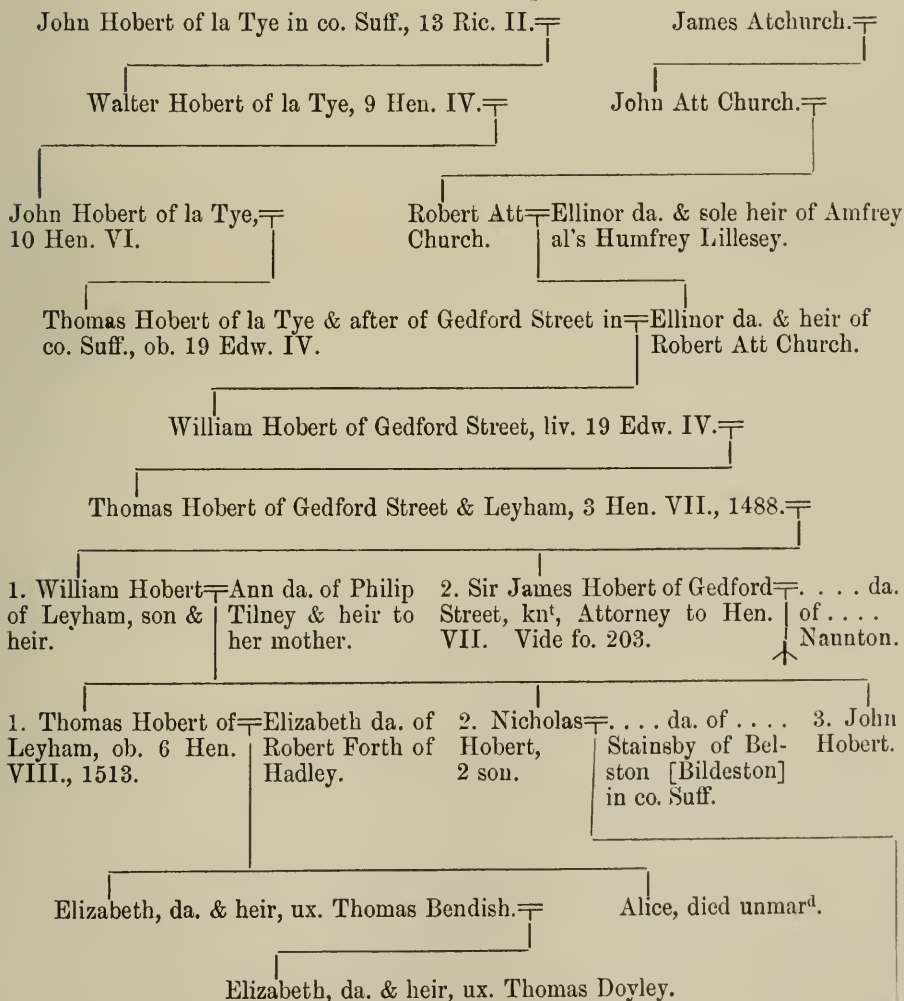 John Hobert of la Tye in co. Suff., 13 Ric. II.
James Atchurch.
Walter Hobert of la Tye, 9 Hen. IV.
John Att Church.
John Hobert of la Tye,
10 Hen. VI.
Robert Att
Church.
Ellinor da. & sole heir of Amfrey
al's Humfrey Lillesey.
Thomas Hobert of la Tye & after of Gedford Street in
co. Suff., ob. 19 Edw. IV.
Ellinor da. & heir of
Robert Att Church.
William Hobert of Gedford Street, liv. 19 Edw. IV.
Thomas Hobert of Gedford Street & Leyham, 3 Hen. VII., 1488.
1. William Hobert
of Leyham, son &
heir.
Ann da. of Philip
Tilney & heir to
her mother.
2. Sir James Hobert of Gedford
Street, knᵗ, Attorney to Hen.
VII. Vide fo. 203.
. . . . da.
of . . . .
Naunton.
1. Thomas Hobert of
Leyham, ob. 6 Hen.
VIII., 1513.
Elizabeth da. of
Robert Forth of
Hadley.
2. Nicholas
Hobert,
2 son.
. . . . da. of . . . .
Stainsby of Bel-
ston [Bildeston]
in co. Suff.
3. John
Hobert.
Elizabeth, da. & heir, ux. Thomas Bendish.
Alice, died unmarᵈ.
Elizabeth, da. & heir, ux. Thomas Doyley.